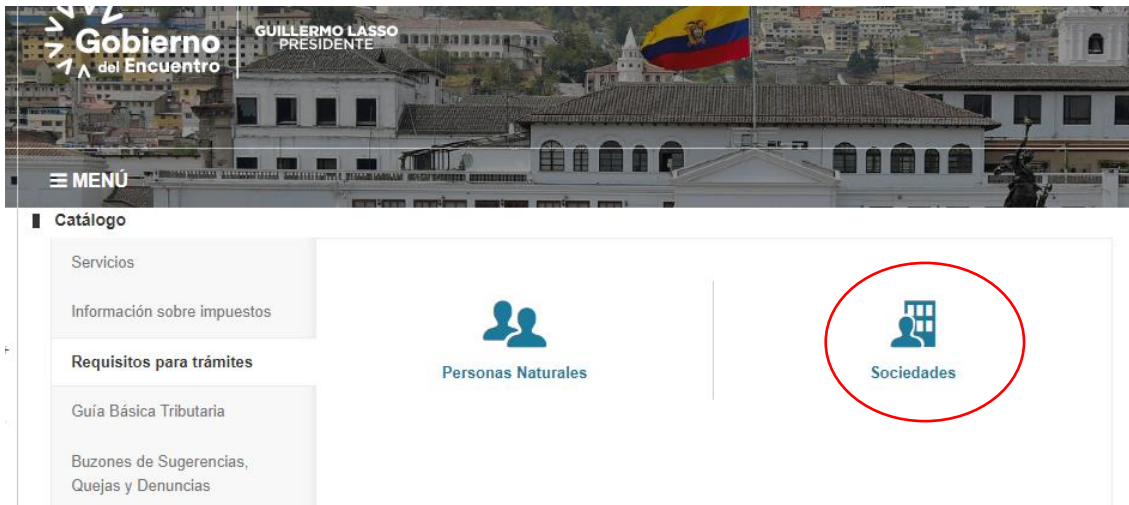 Gobierno
del Encuentro
GUILLERMO LASSO
PRESIDENTE
☰ MENÚ
Catálogo
Servicios
Información sobre impuestos
Requisitos para trámites
Guía Básica Tributaria
Buzones de Sugerencias,
Quejas y Denuncias
Personas Naturales
Sociedades